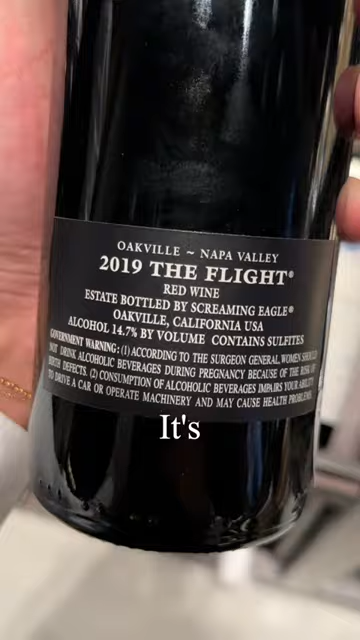 OAKVILLE ~ NAPA VALLEY
2019 THE FLIGHT®
RED WINE
ESTATE BOTTLED BY SCREAMING EAGLE®
OAKVILLE, CALIFORNIA USA
ALCOHOL 14.7% BY VOLUME CONTAINS SULFITES
GOVERNMENT WARNING: (1) ACCORDING TO THE SURGEON GENERAL, WOMEN SHOULD
NOT DRINK ALCOHOLIC BEVERAGES DURING PREGNANCY BECAUSE OF THE RISK OF
BIRTH DEFECTS. (2) CONSUMPTION OF ALCOHOLIC BEVERAGES IMPAIRS YOUR ABILITY
TO DRIVE A CAR OR OPERATE MACHINERY AND MAY CAUSE HEALTH PROBLEMS.
It's